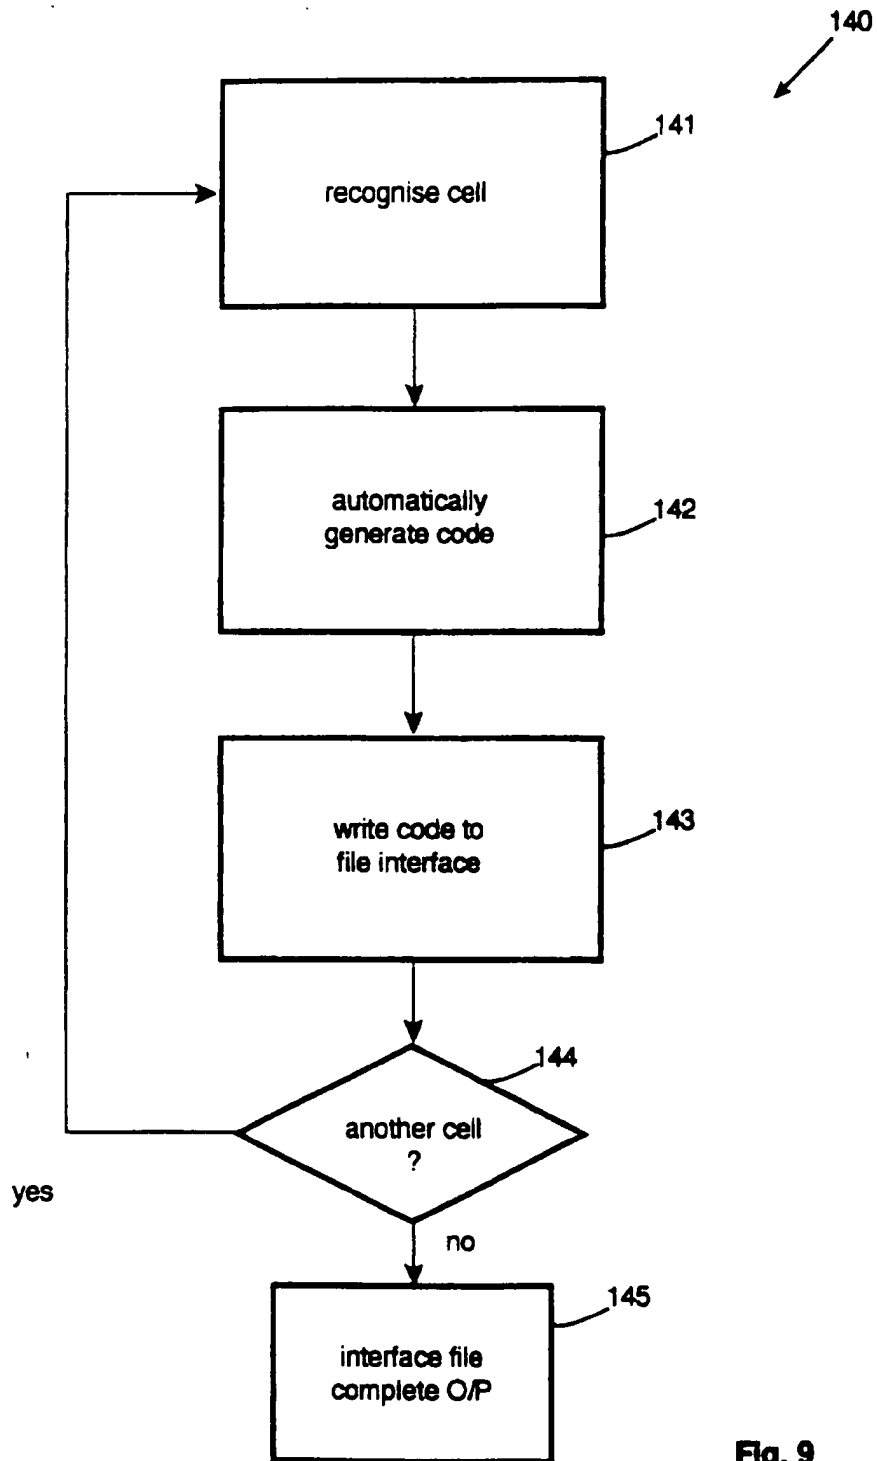 140
141
recognise cell
automatically
generate code
142
write code to
file interface
143
144
another cell
?
yes
no
145
interface file
complete O/P
Fig. 9